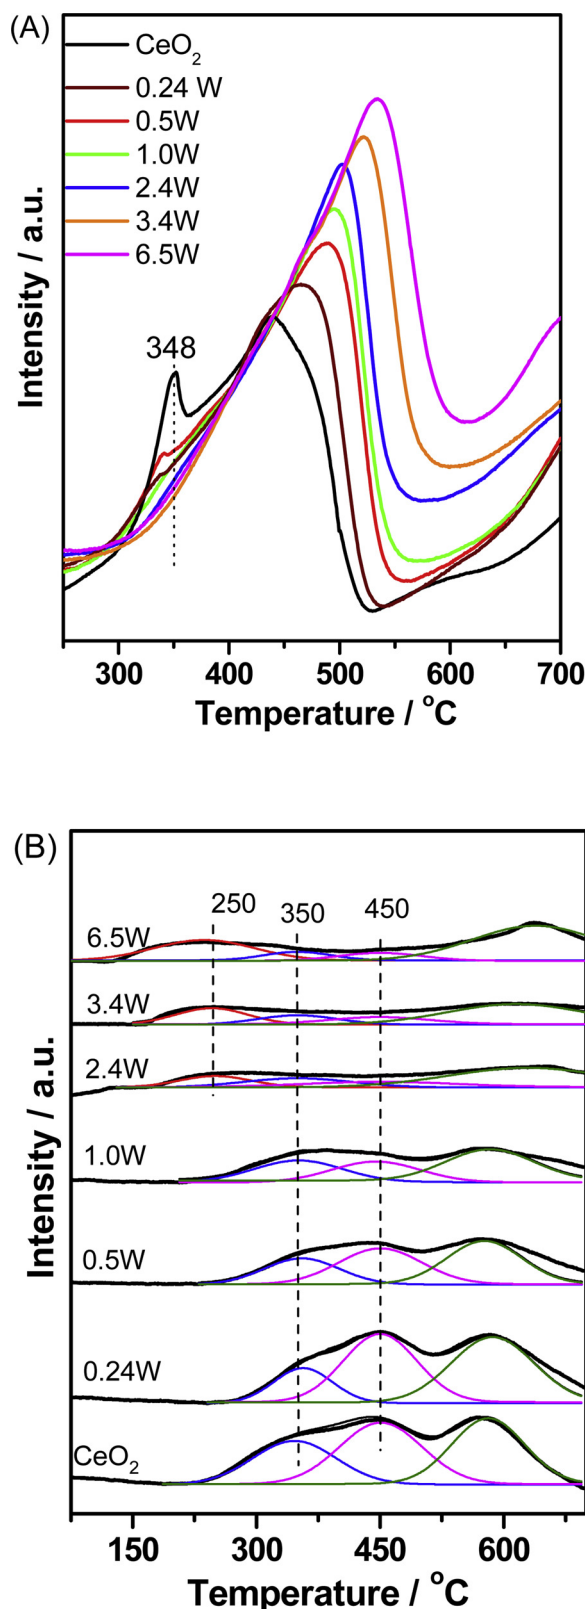 (A)
CeO2
0.24 W
0.5W
1.0W
2.4W
3.4W
6.5W
348
Intensity / a.u.
300 400 500 600 700
Temperature / °C
(B)
250 350 450
6.5W
3.4W
2.4W
1.0W
0.5W
0.24W
CeO2
Intensity / a.u.
150 300 450 600
Temperature / °C